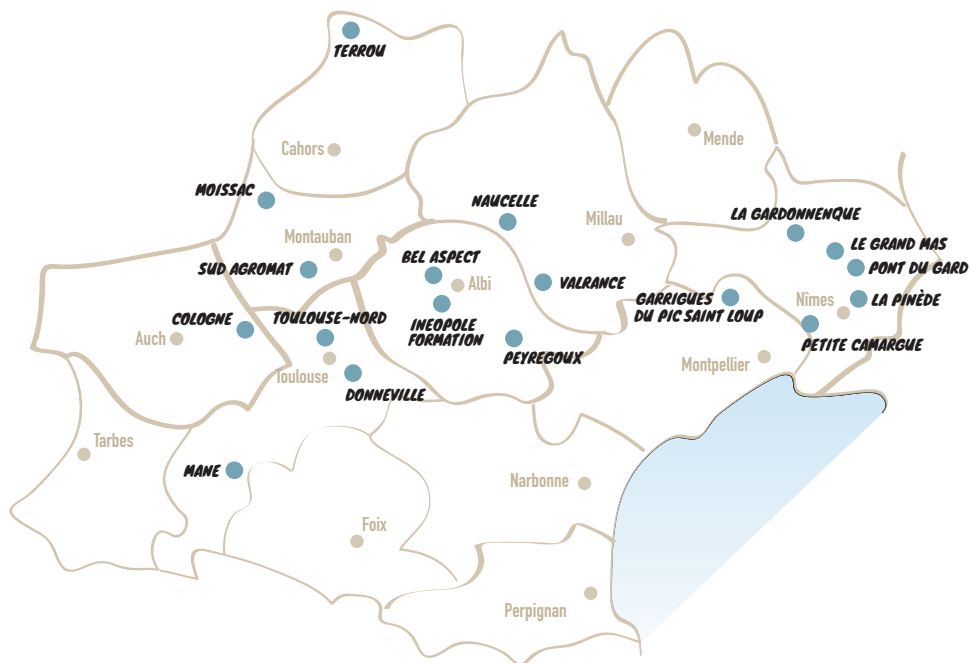 TERROU
Cahors
Mende
MOISSAC
NAUCELLE
Millau
LA GARDONNENQUE
Montauban
LE GRAND MAS
BEL ASPECT
SUD AGROMAT
PONT DU GARD
Albi
VALRANCE
GARRIGUES
DU PIC SAINT LOUP
Nîmes
LA PINÈDE
COLOGNE
TOULOUSE-NORD
INEOPOLE
FORMATION
Auch
PETITE CAMARGUE
PEYREGOUX
Montpellier
Toulouse
DONNEVILLE
Tarbes
MANE
Narbonne
Foix
Perpignan